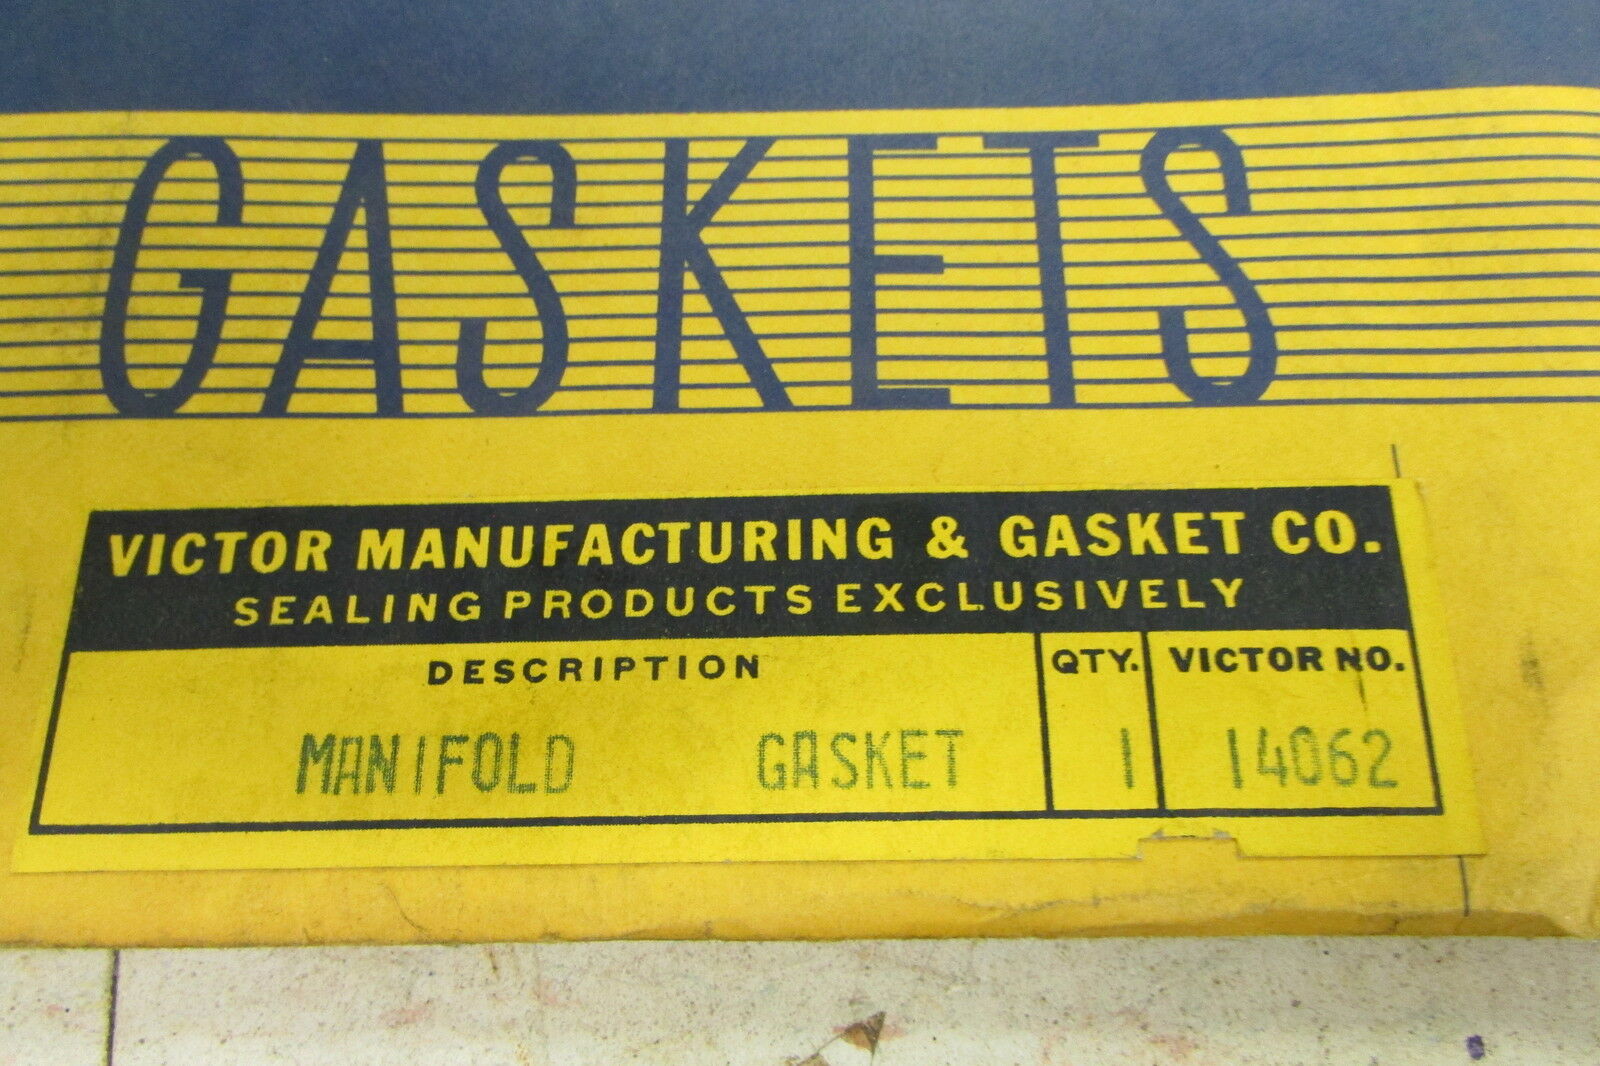 GASKETS
VICTOR MANUFACTURING & GASKET CO.
SEALING PRODUCTS EXCLUSIVELY
DESCRIPTION QTY. VICTOR NO.
MANIFOLD GASKET 1 14062